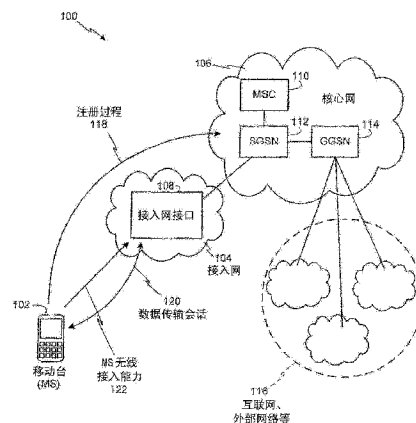 100
106
MSC
110
核心网
注册过程
118
112
114
SGSN
GGSN
108
接入网接口
104
接入网
102
120
数据传输会话
移动台
(MS)
MS无线
接入能力
122
116
互联网、
外部网络等